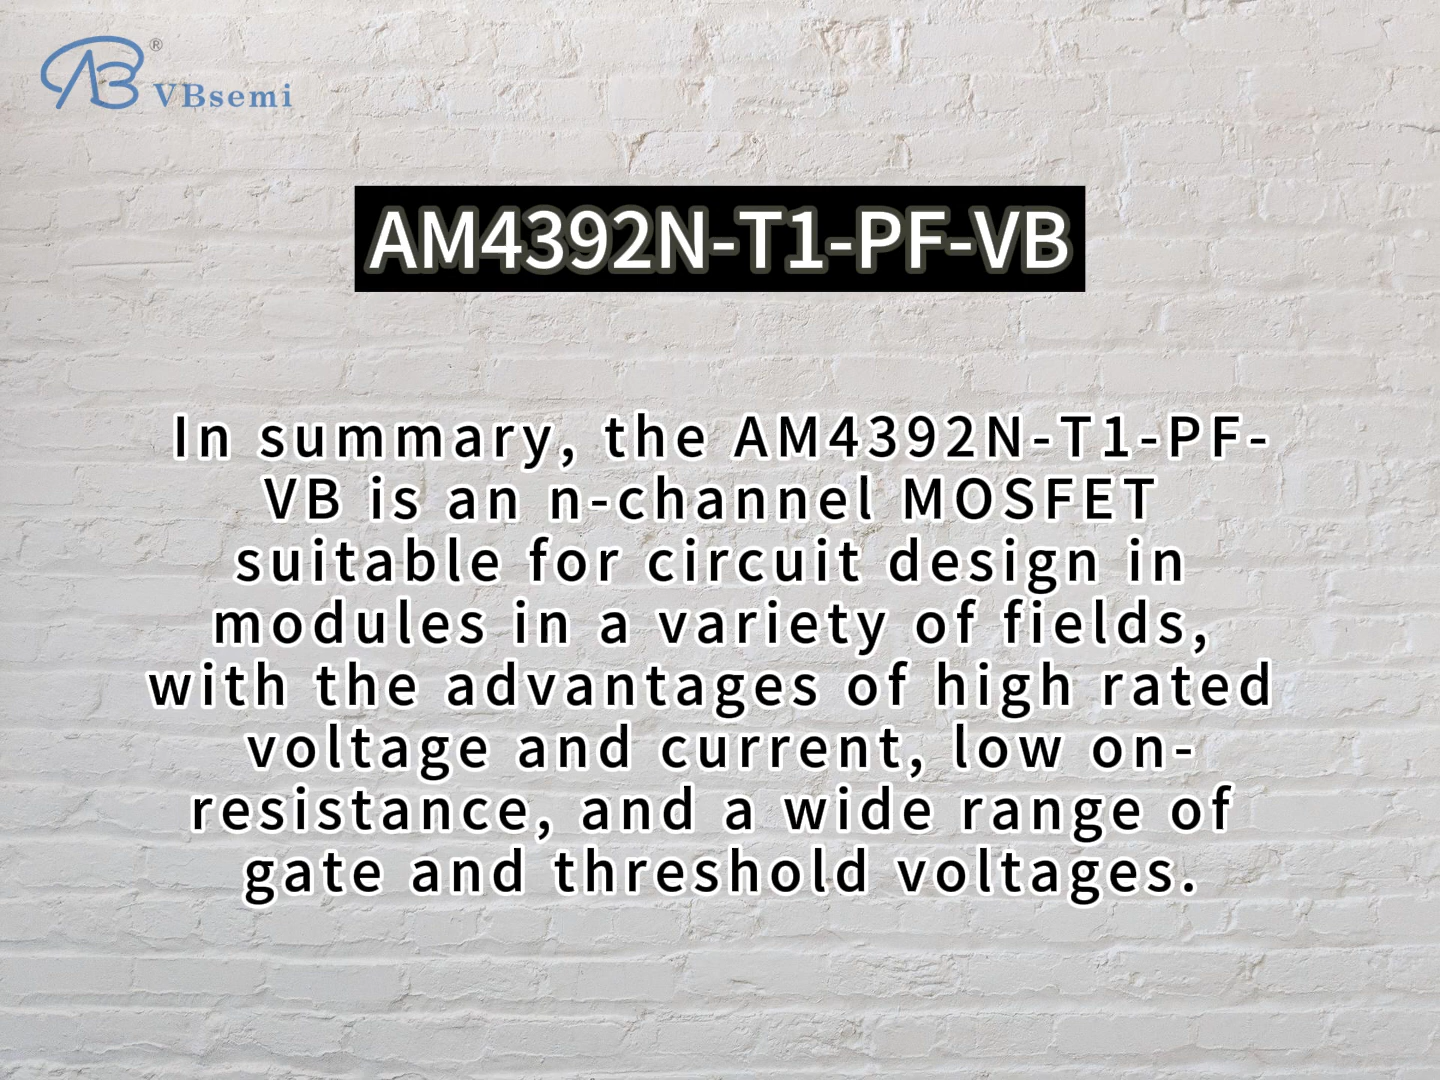 VBsemi®
AM4392N-T1-PF-VB
In summary, the AM4392N-T1-PF-
VB is an n-channel MOSFET
suitable for circuit design in
modules in a variety of fields,
with the advantages of high rated
voltage and current, low on-
resistance, and a wide range of
gate and threshold voltages.